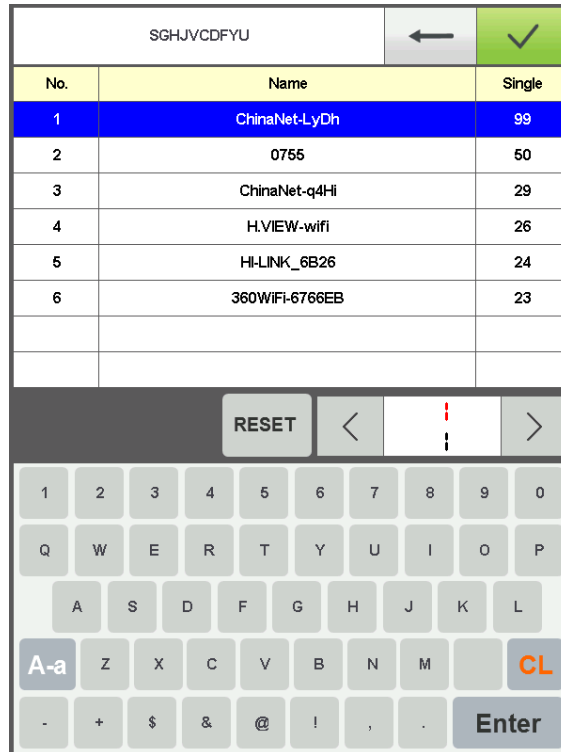 SGHJVCDFYU
No. Name Single
1 ChinaNet-LyDh 99
2 0755 50
3 ChinaNet-q4Hi 29
4 H.VIEW-wifi 26
5 HI-LINK_6B26 24
6 360WiFi-6766EB 23
RESET
1
1
1 2 3 4 5 6 7 8 9 0
Q W E R T Y U I O P
A S D F G H J K L
A-a Z X C V B N M CL
- + $ & @ ! , . Enter